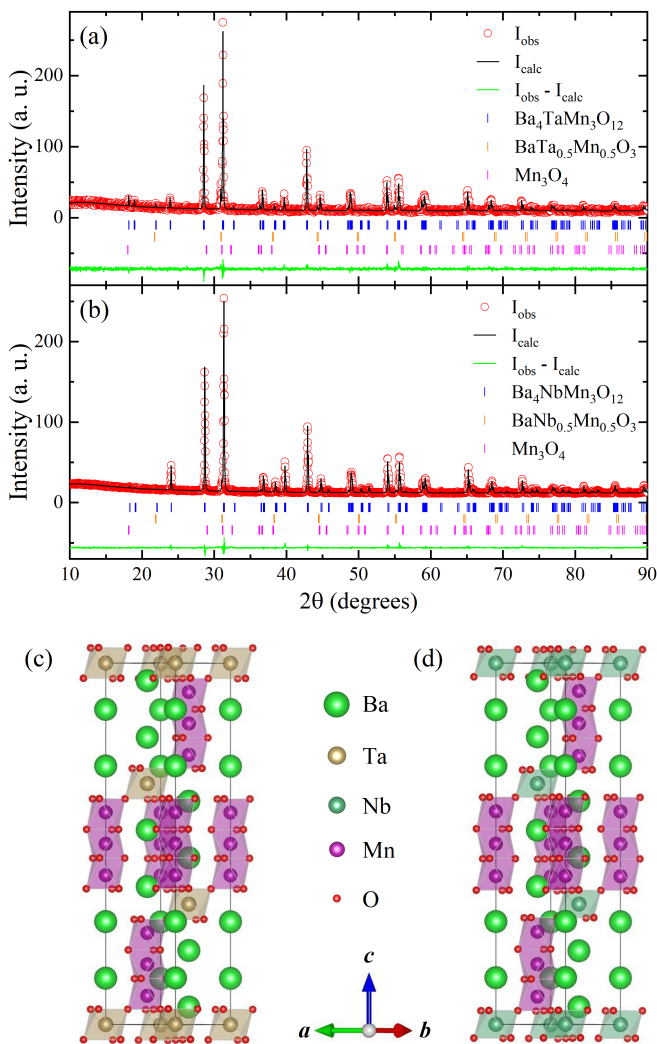 (a)
I_obs
I_calc
I_obs - I_calc
Ba₄TaMn₃O₁₂
BaTa₀.₅Mn₀.₅O₃
Mn₃O₄
Intensity (a. u.)
200
100
0
(b)
I_obs
I_calc
I_obs - I_calc
Ba₄NbMn₃O₁₂
BaNb₀.₅Mn₀.₅O₃
Mn₃O₄
Intensity (a. u.)
200
100
0
10 20 30 40 50 60 70 80 90
2θ (degrees)
(c)
(d)
Ba
Ta
Nb
Mn
O
c
a
b